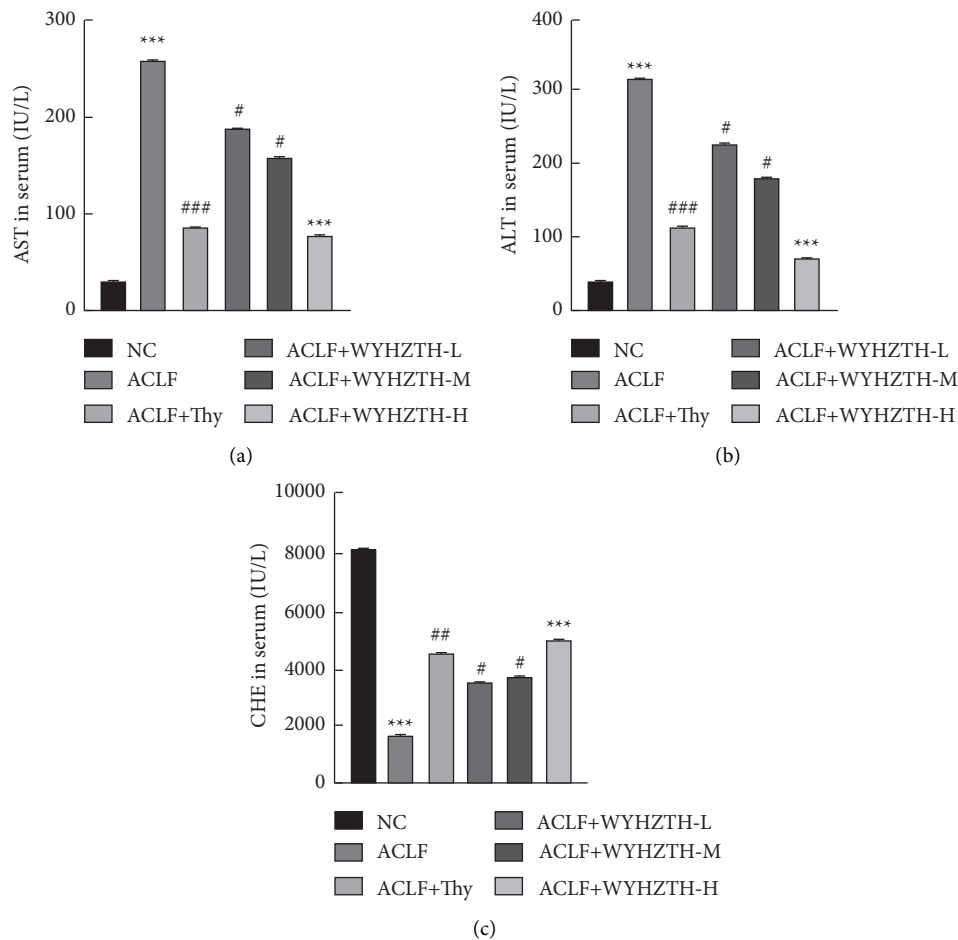 AST in serum (IU/L)
300
200
100
0
***
###
#
#
***
NC
ACLF
ACLF+Thy
ACLF+WYHZTH-L
ACLF+WYHZTH-M
ACLF+WYHZTH-H
(a)
ALT in serum (IU/L)
400
300
200
100
0
***
###
#
#
***
NC
ACLF
ACLF+Thy
ACLF+WYHZTH-L
ACLF+WYHZTH-M
ACLF+WYHZTH-H
(b)
CHE in serum (IU/L)
10000
8000
6000
4000
2000
0
***
##
#
#
***
NC
ACLF
ACLF+Thy
ACLF+WYHZTH-L
ACLF+WYHZTH-M
ACLF+WYHZTH-H
(c)